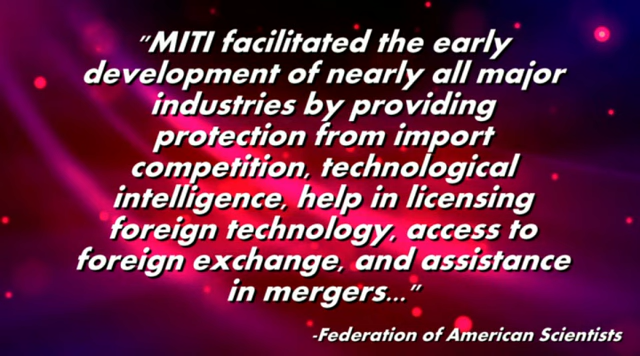 "MITI facilitated the early
development of nearly all major
industries by providing
protection from import
competition, technological
intelligence, help in licensing
foreign technology, access to
foreign exchange, and assistance
in mergers..."
-Federation of American Scientists